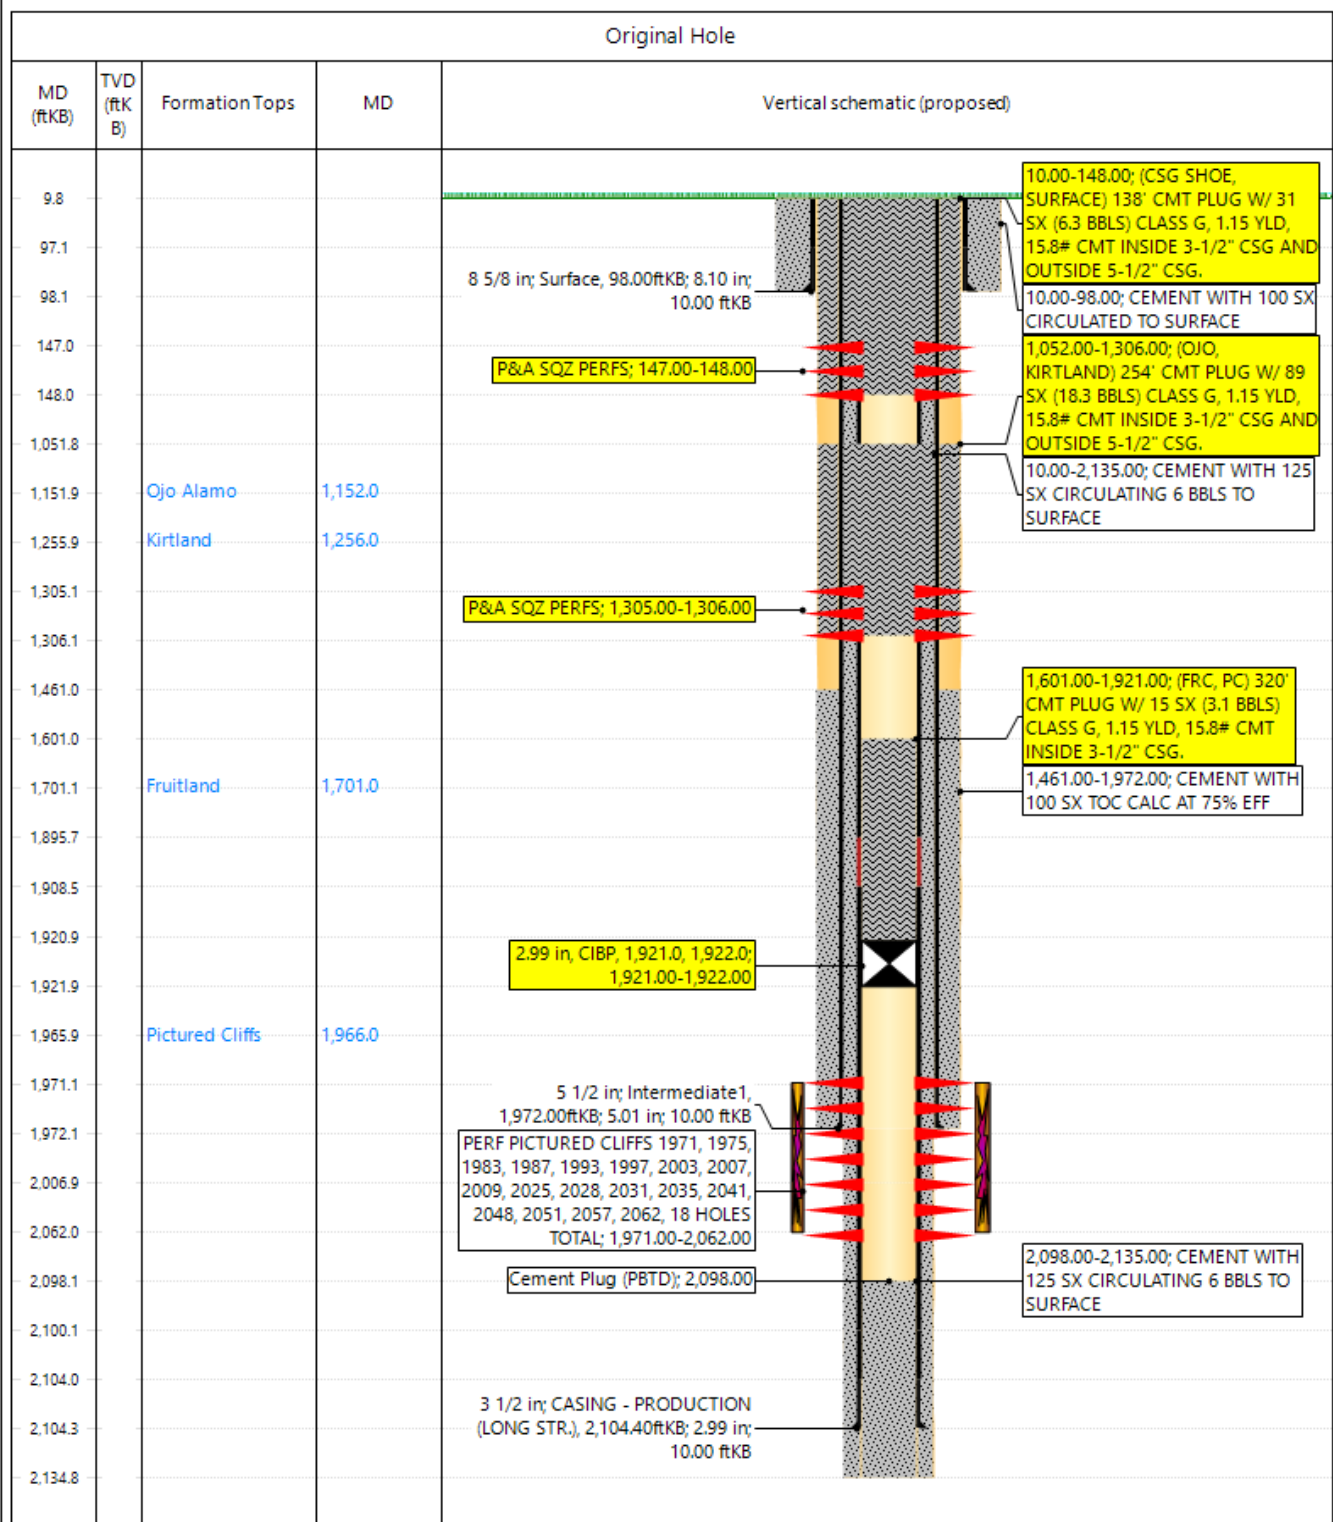 Original Hole
MD
(ftKB)
TVD
(ftK
B)
Formation Tops
MD
Vertical schematic (proposed)
9.8
97.1
98.1
147.0
148.0
1,051.8
1,151.9
1,255.9
1,305.1
1,306.1
1,461.0
1,601.0
1,701.1
1,895.7
1,908.5
1,920.9
1,921.9
1,965.9
1,971.1
1,972.1
2,006.9
2,062.0
2,098.1
2,100.1
2,104.0
2,104.3
2,134.8
Ojo Alamo 1,152.0
Kirtland 1,256.0
Fruitland 1,701.0
Pictured Cliffs 1,966.0
8 5/8 in; Surface, 98.00ftKB; 8.10 in;
10.00 ftKB
P&A SQZ PERFS; 147.00-148.00
P&A SQZ PERFS; 1,305.00-1,306.00
2.99 in, CIBP, 1,921.0, 1,922.0;
1,921.00-1,922.00
5 1/2 in; Intermediate1,
1,972.00ftKB; 5.01 in; 10.00 ftKB
PERF PICTURED CLIFFS 1971, 1975,
1983, 1987, 1993, 1997, 2003, 2007,
2009, 2025, 2028, 2031, 2035, 2041,
2048, 2051, 2057, 2062, 18 HOLES
TOTAL; 1,971.00-2,062.00
Cement Plug (PBTD); 2,098.00
3 1/2 in; CASING - PRODUCTION
(LONG STR.), 2,104.40ftKB; 2.99 in;
10.00 ftKB
10.00-148.00; (CSG SHOE,
SURFACE) 138' CMT PLUG W/ 31
SX (6.3 BBLS) CLASS G, 1.15 YLD,
15.8# CMT INSIDE 3-1/2" CSG AND
OUTSIDE 5-1/2" CSG.
10.00-98.00; CEMENT WITH 100 SX
CIRCULATED TO SURFACE
1,052.00-1,306.00; (OJO,
KIRTLAND) 254' CMT PLUG W/ 89
SX (18.3 BBLS) CLASS G, 1.15 YLD,
15.8# CMT INSIDE 3-1/2" CSG AND
OUTSIDE 5-1/2" CSG.
10.00-2,135.00; CEMENT WITH 125
SX CIRCULATING 6 BBLS TO
SURFACE
1,601.00-1,921.00; (FRC, PC) 320'
CMT PLUG W/ 15 SX (3.1 BBLS)
CLASS G, 1.15 YLD, 15.8# CMT
INSIDE 3-1/2" CSG.
1,461.00-1,972.00; CEMENT WITH
100 SX TOC CALC AT 75% EFF
2,098.00-2,135.00; CEMENT WITH
125 SX CIRCULATING 6 BBLS TO
SURFACE